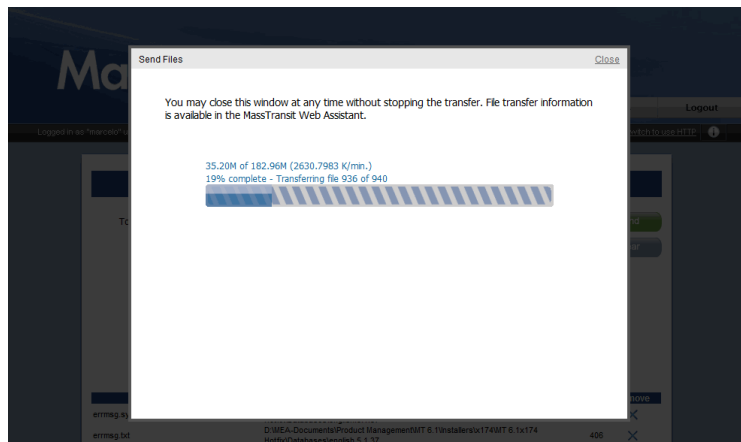 Ma
Send Files
Close
You may close this window at any time without stopping the transfer. File transfer information
is available in the MassTransit Web Assistant.
Logout
Logged in as "marcelo"
switch to use HTTP
35.20M of 182.96M (2630.7983 K/min.)
19% complete - Transferring file 936 of 940
To
nd
ar
move
errmsg.sy
errmsg.txt
D:\MEA-Documents\Product Management\MT 6.1\Installers\x174\MT 6.1x174
Hotfix\Databases\english 5.1.37
406